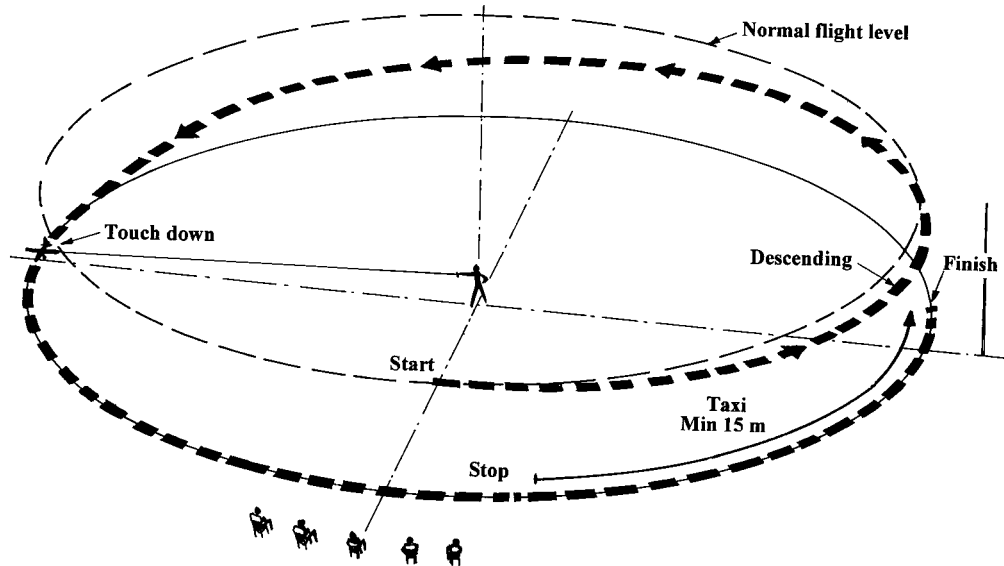 Normal flight level
Touch down
Descending
Finish
Start
Taxi
Min 15 m
Stop